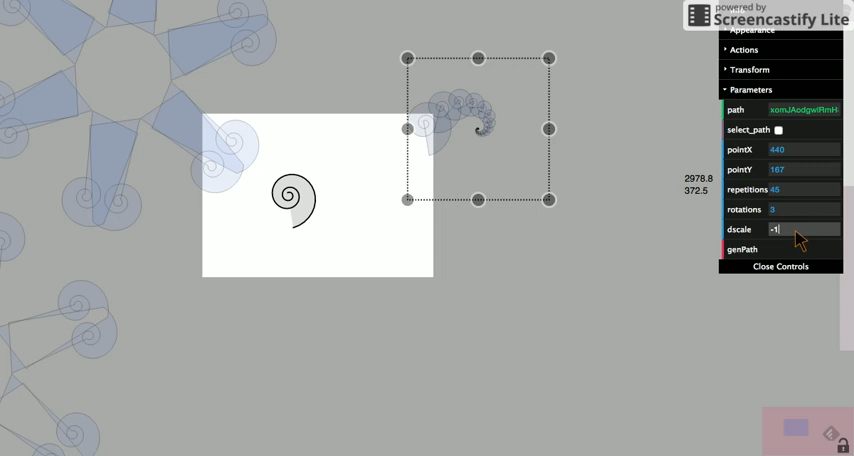 powered by
Screencastify Lite
Appearance
Actions
Transform
Parameters
path
select_path
pointX 440
pointY 167
2978.8
372.5
repetitions 45
rotations 3
dscale -1
genPath
Close Controls